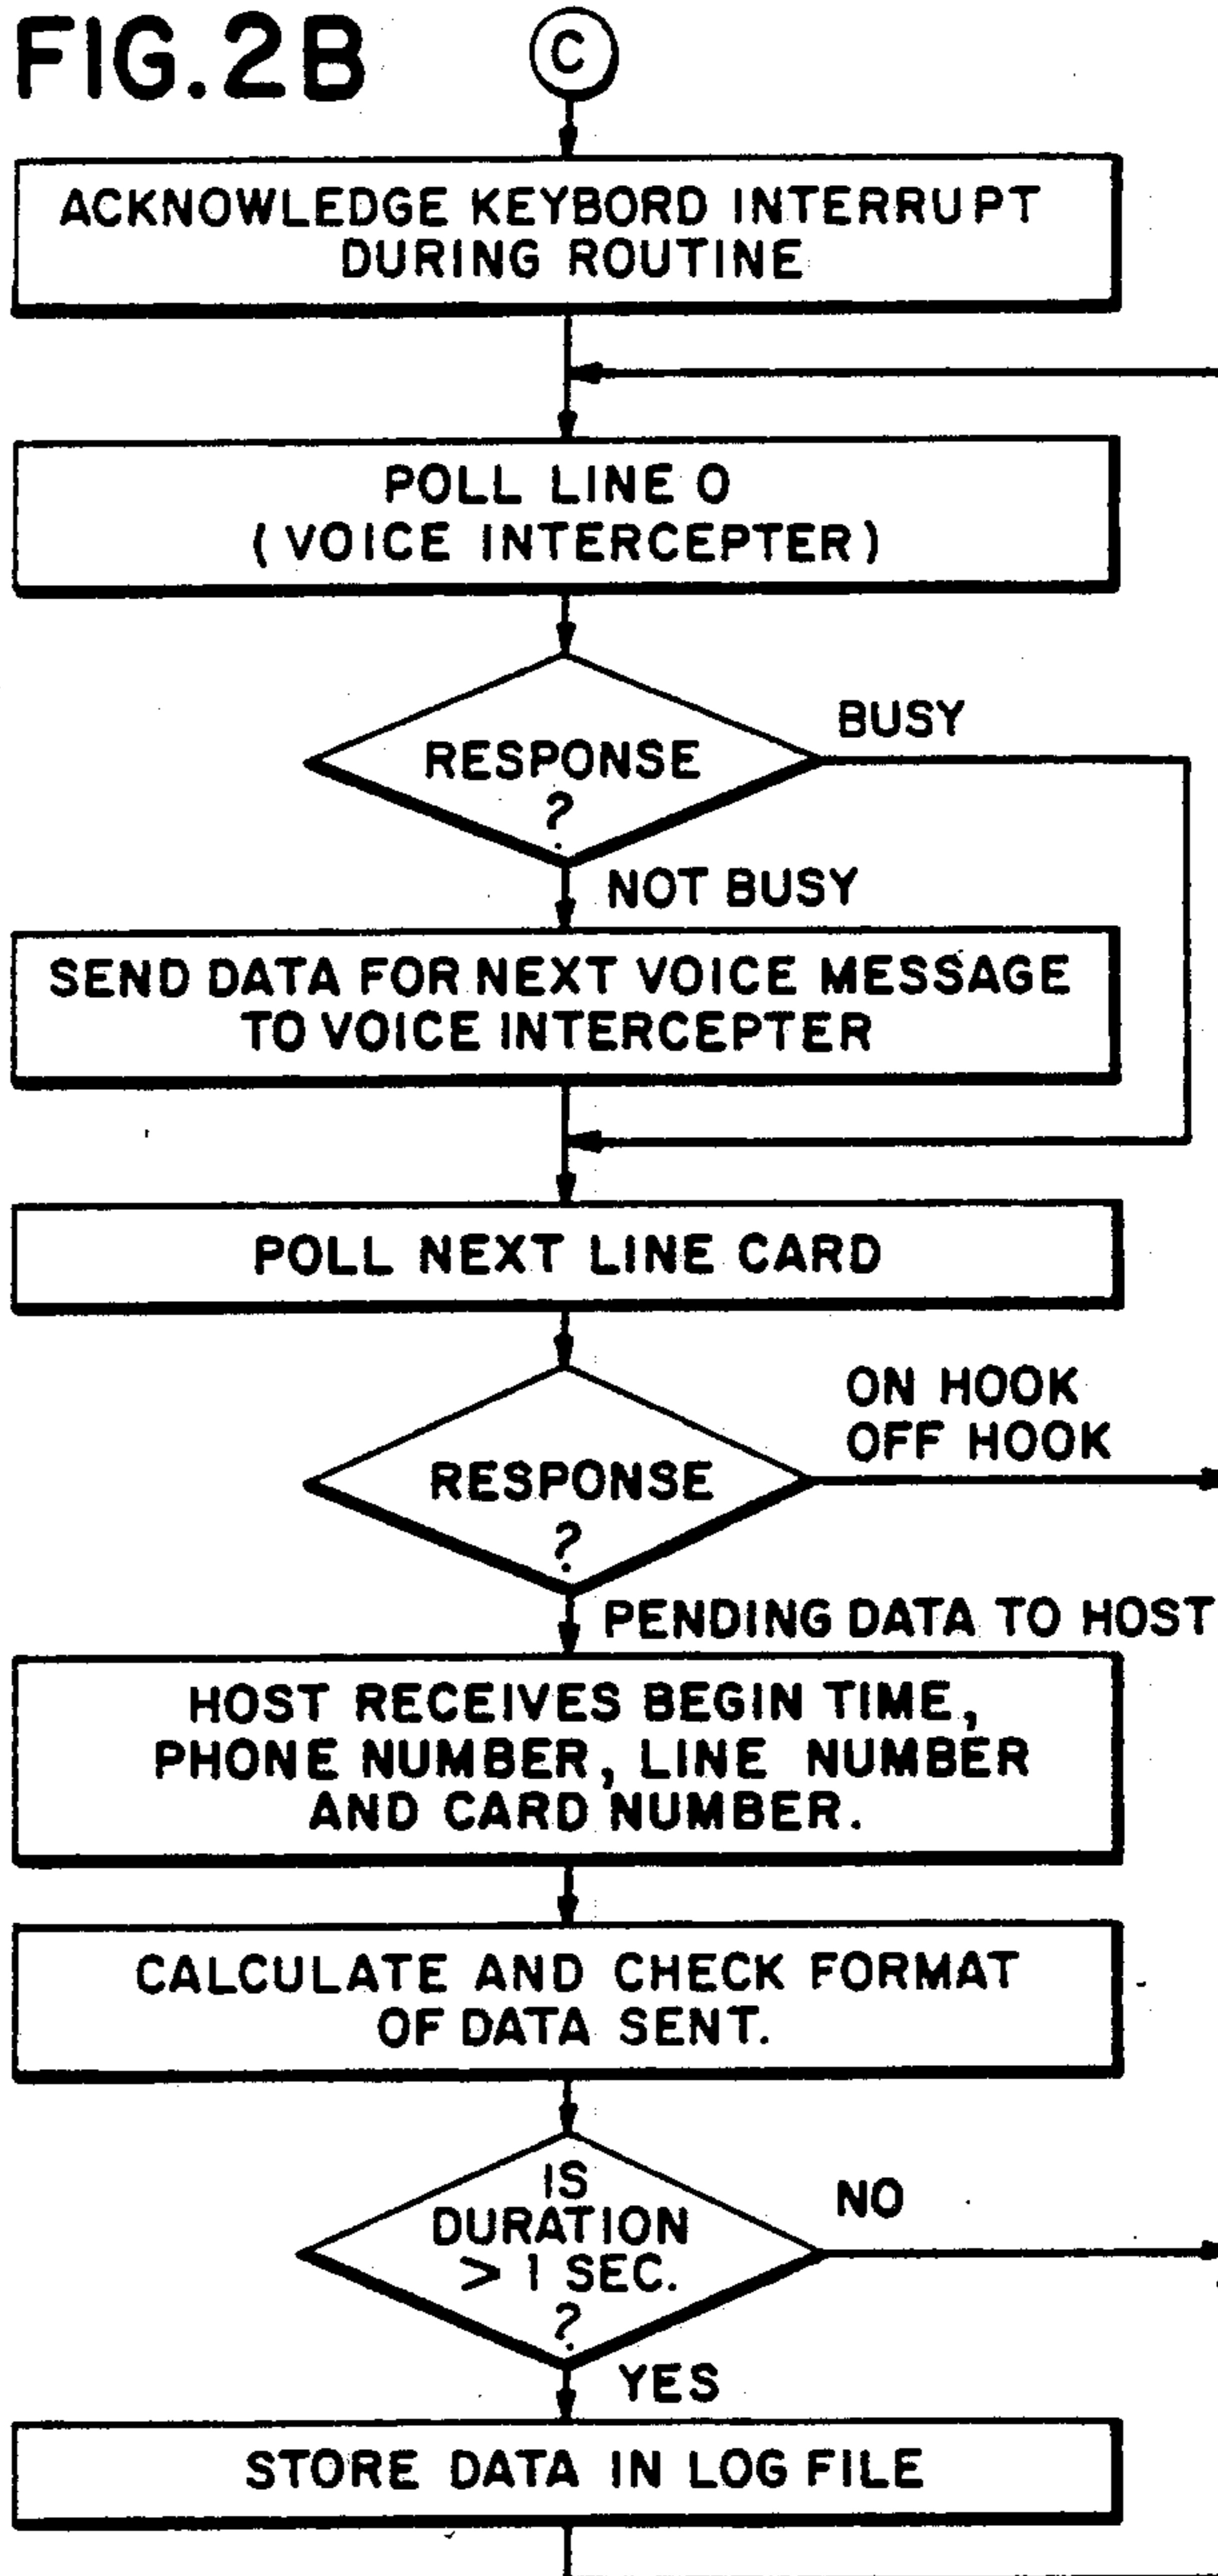 FIG.2B
C
ACKNOWLEDGE KEYBORD INTERRUPT
DURING ROUTINE
POLL LINE O
(VOICE INTERCEPTER)
RESPONSE
?
BUSY
NOT BUSY
SEND DATA FOR NEXT VOICE MESSAGE
TO VOICE INTERCEPTER
POLL NEXT LINE CARD
RESPONSE
?
ON HOOK
OFF HOOK
PENDING DATA TO HOST
HOST RECEIVES BEGIN TIME,
PHONE NUMBER, LINE NUMBER
AND CARD NUMBER.
CALCULATE AND CHECK FORMAT
OF DATA SENT.
IS
DURATION
> 1 SEC.
?
NO
YES
STORE DATA IN LOG FILE